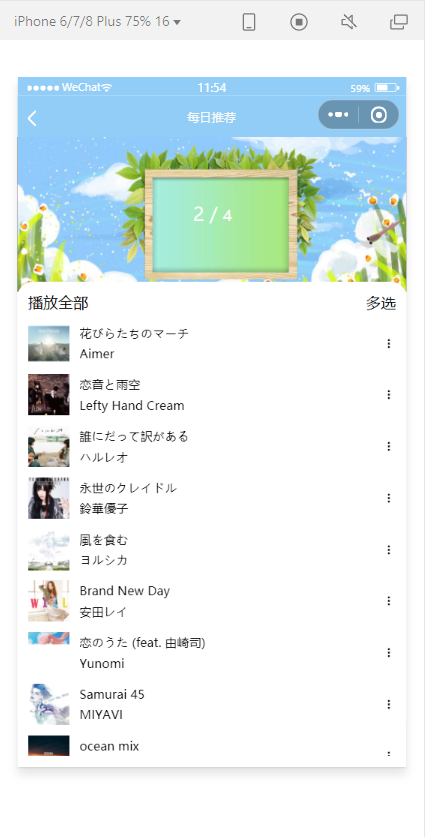 iPhone 6/7/8 Plus 75% 16
WeChat 11:54 59%
每日推荐
2 / 4
播放全部 多选
花びらたちのマーチ
Aimer
恋音と雨空
Lefty Hand Cream
誰にだって訳がある
ハルレオ
永世のクレイドル
鈴華優子
風を食む
ヨルシカ
Brand New Day
安田レイ
恋のうた (feat. 由崎司)
Yunomi
Samurai 45
MIYAVI
ocean mix